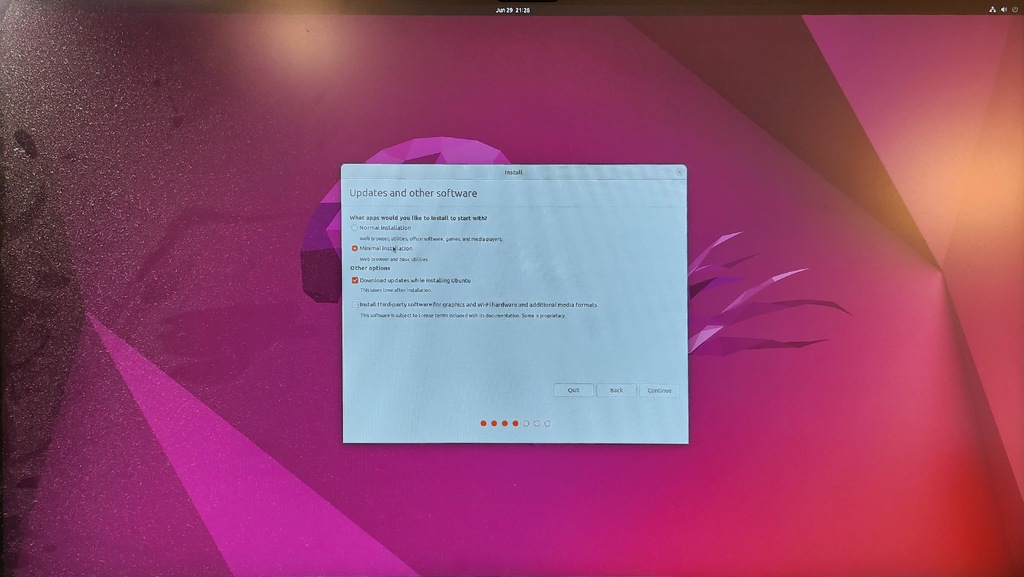 Jun 29 21:25
Install
Updates and other software
What apps would you like to install to start with?
Normal installation
Web browser, utilities, office software, games, and media players.
Minimal installation
Web browser and basic utilities.
Other options
Download updates while installing Ubuntu
This saves time after installation.
Install third-party software for graphics and Wi-Fi hardware and additional media formats
This software is subject to license terms included with its documentation. Some is proprietary.
Quit Back Continue